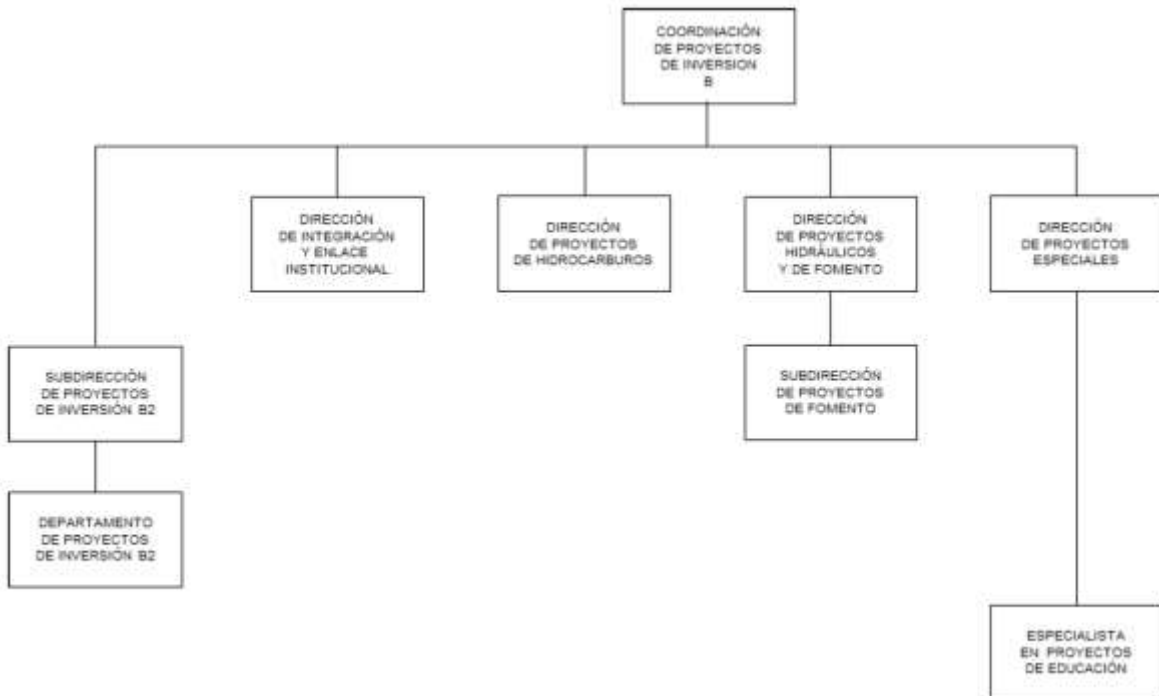 COORDINACIÓN
DE PROYECTOS
DE INVERSION
B
DIRECCIÓN
DE INTEGRACIÓN
Y ENLACE
INSTITUCIONAL
DIRECCIÓN
DE PROYECTOS
DE HIDROCARBUROS
DIRECCIÓN
DE PROYECTOS
HIDRÁULICOS
Y DE FOMENTO
DIRECCIÓN
DE PROYECTOS
ESPECIALES
SUBDIRECCIÓN
DE PROYECTOS
DE INVERSIÓN B2
SUBDIRECCIÓN
DE PROYECTOS
DE FOMENTO
DEPARTAMENTO
DE PROYECTOS
DE INVERSIÓN B2
ESPECIALISTA
EN PROYECTOS
DE EDUCACIÓN